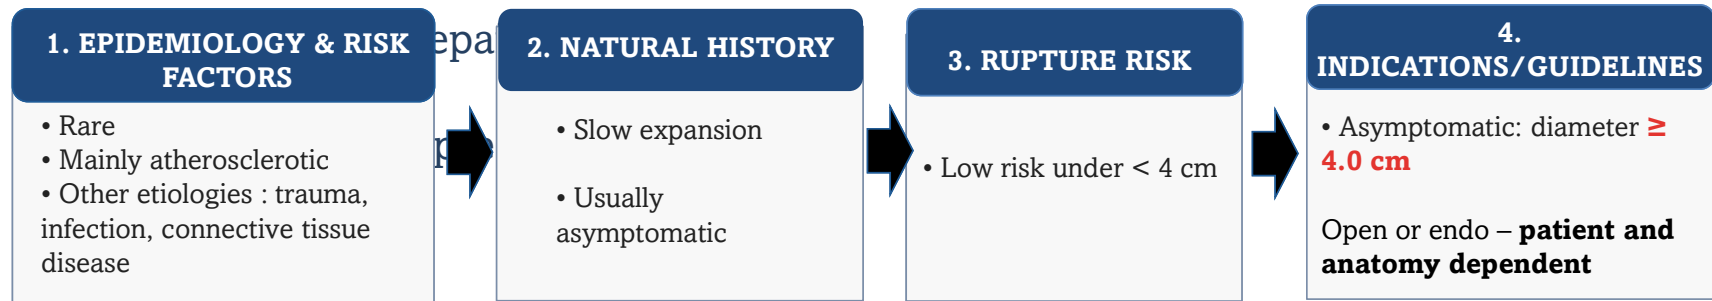 1. EPIDEMIOLOGY & RISK
FACTORS
• Rare
• Mainly atherosclerotic
• Other etiologies : trauma,
infection, connective tissue
disease
2. NATURAL HISTORY
• Slow expansion
• Usually
asymptomatic
3. RUPTURE RISK
• Low risk under < 4 cm
4.
INDICATIONS/GUIDELINES
• Asymptomatic: diameter ≥
4.0 cm
Open or endo – patient and
anatomy dependent